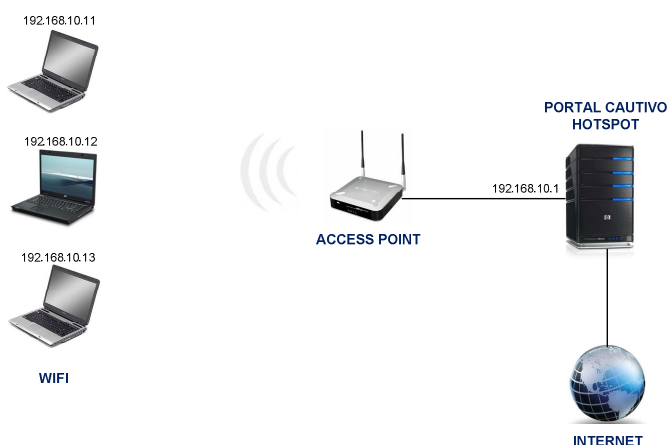 192.168.10.11
PORTAL CAUTIVO
HOTSPOT
192.168.10.12
192.168.10.1
ACCESS POINT
192.168.10.13
WIFI
INTERNET